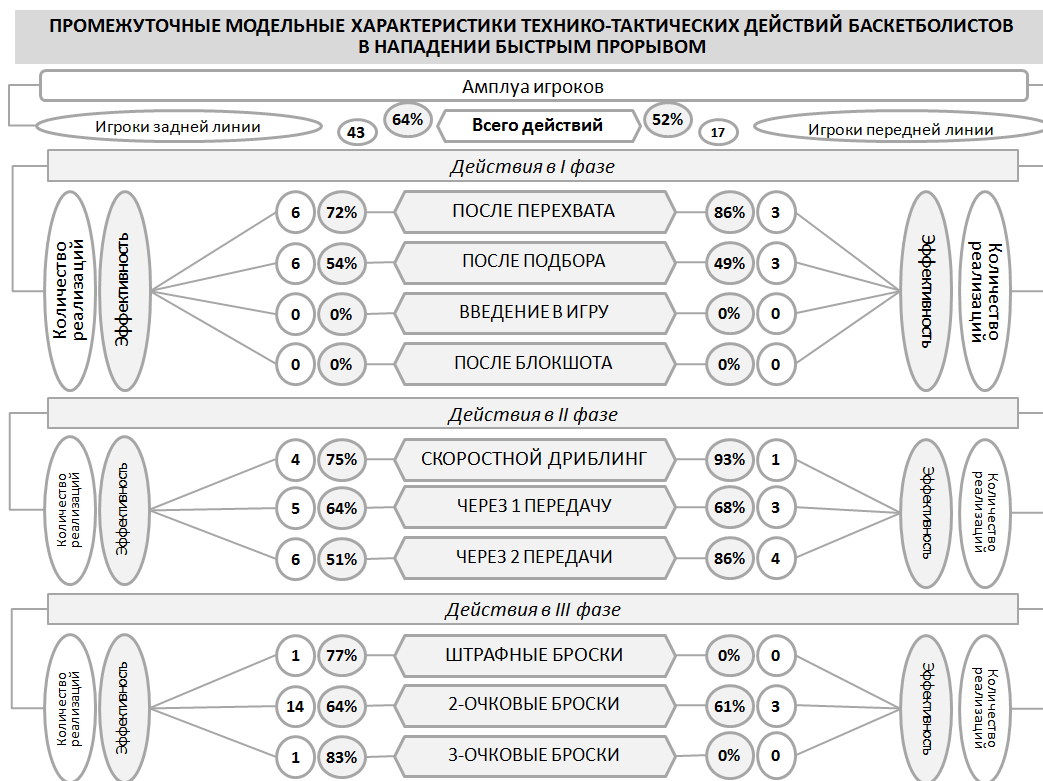 ПРОМЕЖУТОЧНЫЕ МОДЕЛЬНЫЕ ХАРАКТЕРИСТИКИ ТЕХНИКО-ТАКТИЧЕСКИХ ДЕЙСТВИЙ БАСКЕТБОЛИСТОВ
В НАПАДЕНИИ БЫСТРЫМ ПРОРЫВОМ
Амплуа игроков
Игроки задней линии 43 64% Всего действий 52% 17 Игроки передней линии
Действия в I фазе
Количество
реализаций
Эффективность
6 72% ПОСЛЕ ПЕРЕХВАТА 86% 3
6 54% ПОСЛЕ ПОДБОРА 49% 3
0 0% ВВЕДЕНИЕ В ИГРУ 0% 0
0 0% ПОСЛЕ БЛОКШОТА 0% 0
Эффективность
Количество
реализаций
Действия в II фазе
Количество
реализаций
Эффективность
4 75% СКОРОСТНОЙ ДРИБЛИНГ 93% 1
5 64% ЧЕРЕЗ 1 ПЕРЕДАЧУ 68% 3
6 51% ЧЕРЕЗ 2 ПЕРЕДАЧИ 86% 4
Эффективность
Количество
реализаций
Действия в III фазе
Количество
реализаций
Эффективность
1 77% ШТРАФНЫЕ БРОСКИ 0% 0
14 64% 2-ОЧКОВЫЕ БРОСКИ 61% 3
1 83% 3-ОЧКОВЫЕ БРОСКИ 0% 0
Эффективность
Количество
реализаций